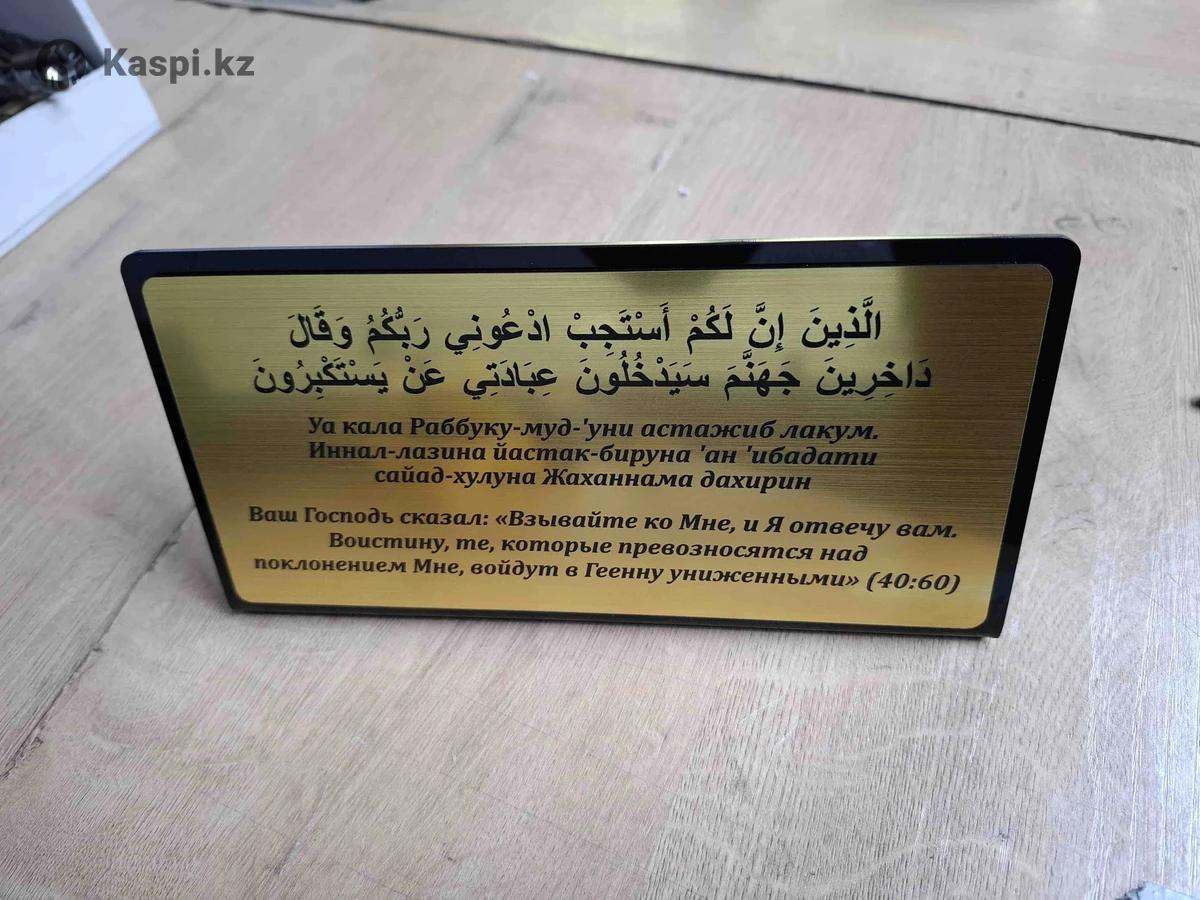 Kaspi.kz
الَّذِينَ إِنَّ لَكُمْ أَسْتَجِبْ ادْعُونِي رَبُّكُمُ وَقَالَ
دَاخِرِينَ جَهَنَّمَ سَيَدْخُلُونَ عِبَادَتِي عَنْ يَسْتَكْبِرُونَ
Уа кала Раббуку-муд-'уни астажиб лакум.
Иннал-лазина йастак-бируна 'ан 'ибадати
сайад-хулуна Жаханнама дахирин
Ваш Господь сказал: «Взывайте ко Мне, и Я отвечу вам.
Воистину, те, которые превозносятся над
поклонением Мне, войдут в Геенну униженными» (40:60)